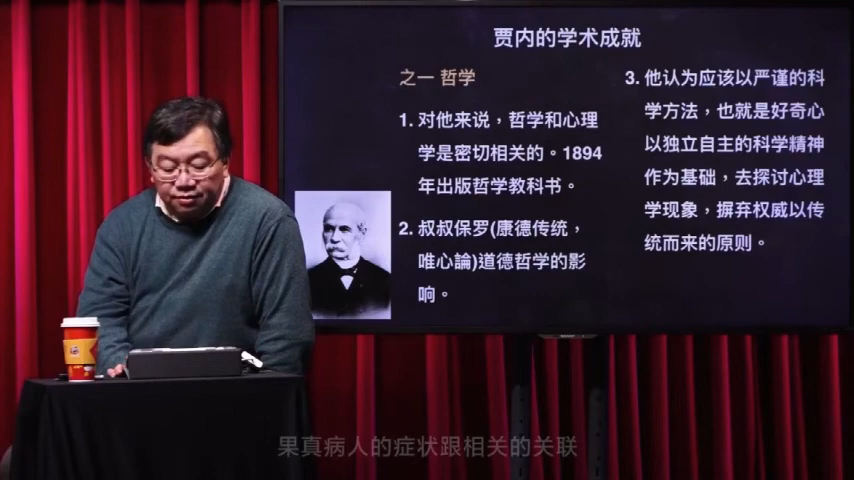 贾内的学术成就
之一 哲学
1. 对他来说，哲学和心理
学是密切相关的。1894
年出版哲学教科书。
2. 叔叔保罗(康德传统，
唯心論)道德哲学的影
响。
3. 他认为应该以严谨的科
学方法，也就是好奇心
以独立自主的科学精神
作为基础，去探讨心理
学现象，摒弃权威以传
统而来的原则。
果真病人的症状跟相关的关联